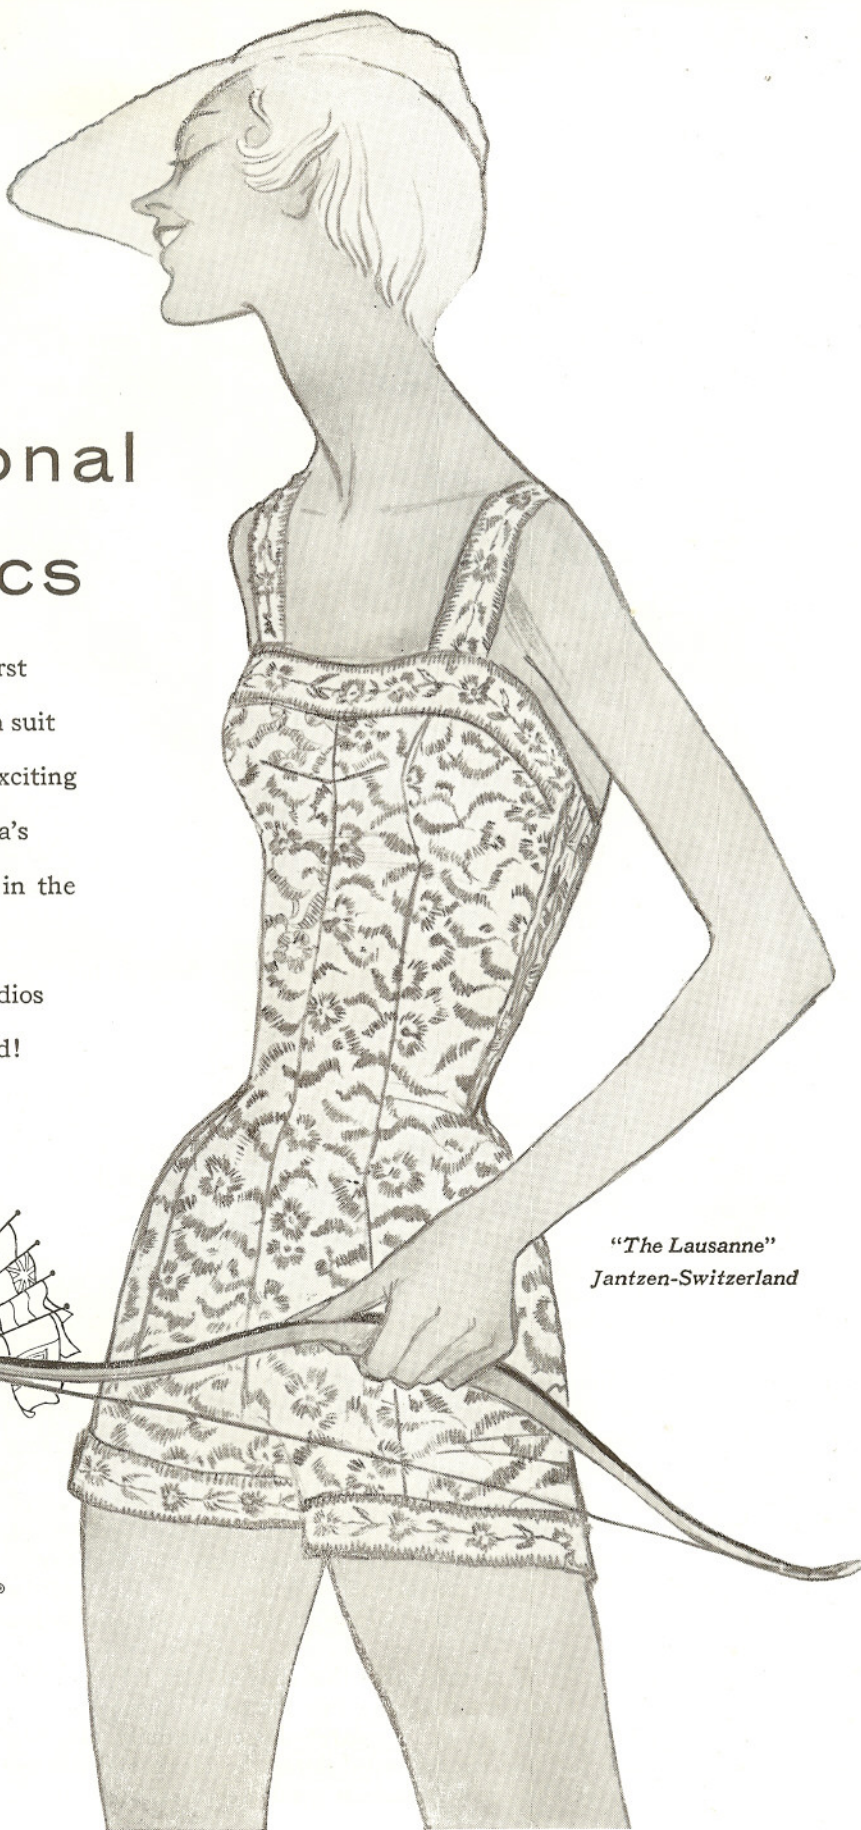 onal
cs
rst
suit
xciting
a's
in the
dios
d!
"The Lausanne"
Jantzen-Switzerland
®